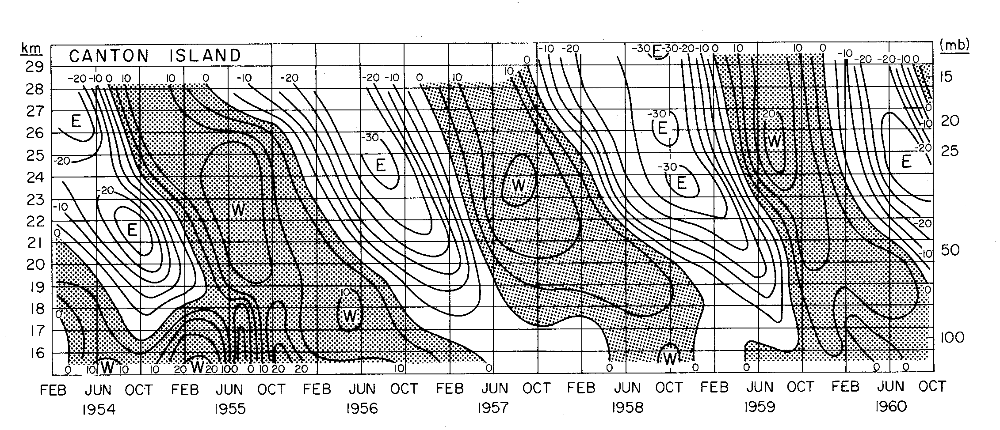 km CANTON ISLAND (mb)
-10 -20 -30 E -30 -20 -10 0 10 10 0
0 -10 -20 -20 -10 0
29 10 15
-20 -10 0 10 10 0 -10 -20 -20 -10 0 10
28
27 0
E -30 E 20 -10 20
26 -30 W
25 -20 -20 25
E -30 E E
24 W
-20
23 -10 W
22 E -20
0
21 50
-10
20
19 10 0
18 0 W
17 100
16 W
0 10 W 10 10 20 W 20 10 0 0 10 20 20 10 0 0 0 0 0 0
FEB JUN OCT FEB JUN OCT FEB JUN OCT FEB JUN OCT FEB JUN OCT FEB JUN OCT FEB JUN OCT
1954 1955 1956 1957 1958 1959 1960